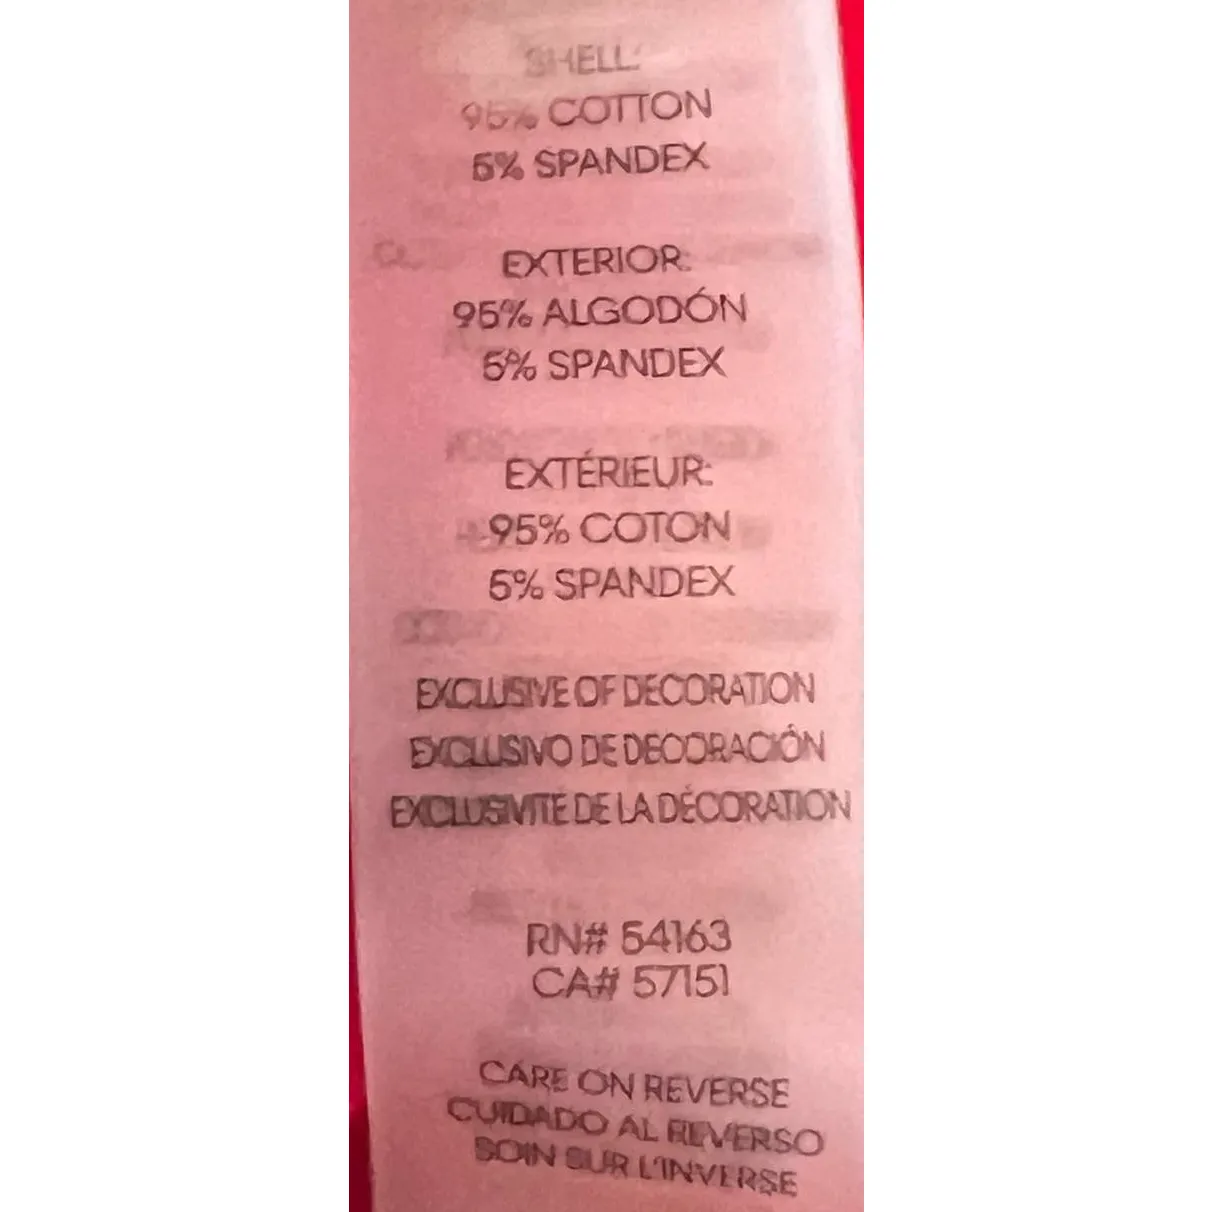 SHELL:
95% COTTON
5% SPANDEX
EXTERIOR:
95% ALGODÓN
5% SPANDEX
EXTÉRIEUR:
95% COTON
5% SPANDEX
EXCLUSIVE OF DECORATION
EXCLUSIVO DE DECORACIÓN
EXCLUSIVITÉ DE LA DÉCORATION
RN# 54163
CA# 57151
CARE ON REVERSE
CUIDADO AL REVERSO
SOIN SUR L'INVERSE